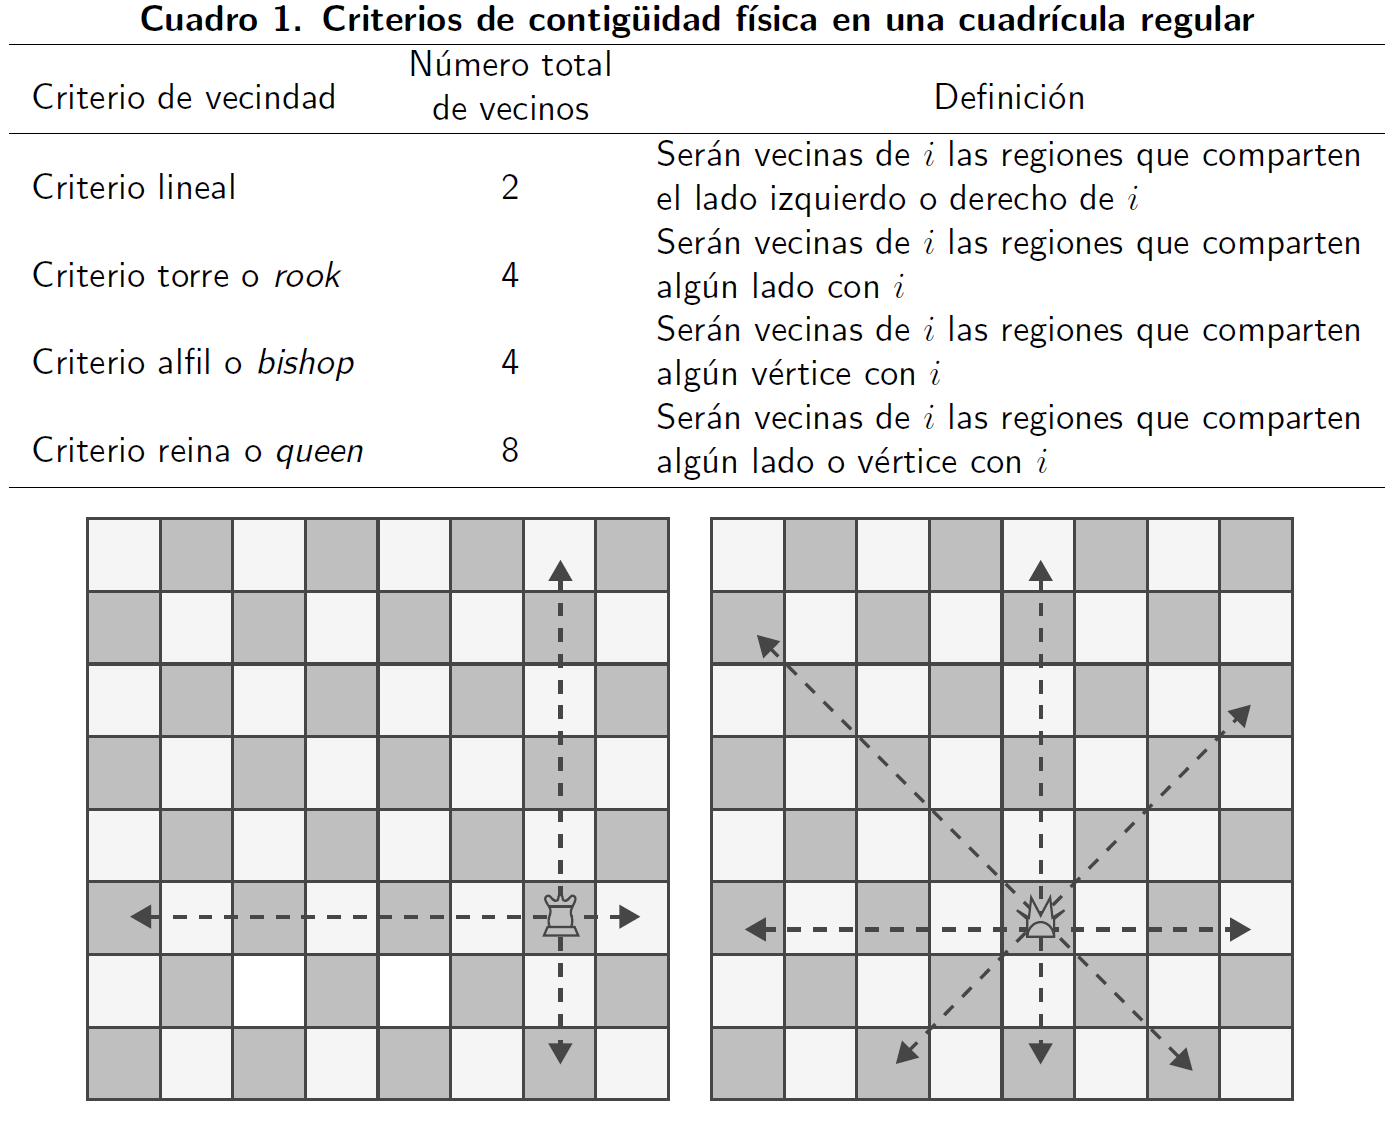 Cuadro 1. Criterios de contigüidad física en una cuadrícula regular
Criterio de vecindad
Número total
de vecinos
Definición
Criterio lineal
2
Serán vecinas de i las regiones que comparten
el lado izquierdo o derecho de i
Criterio torre o rook
4
Serán vecinas de i las regiones que comparten
algún lado con i
Criterio alfil o bishop
4
Serán vecinas de i las regiones que comparten
algún vértice con i
Criterio reina o queen
8
Serán vecinas de i las regiones que comparten
algún lado o vértice con i